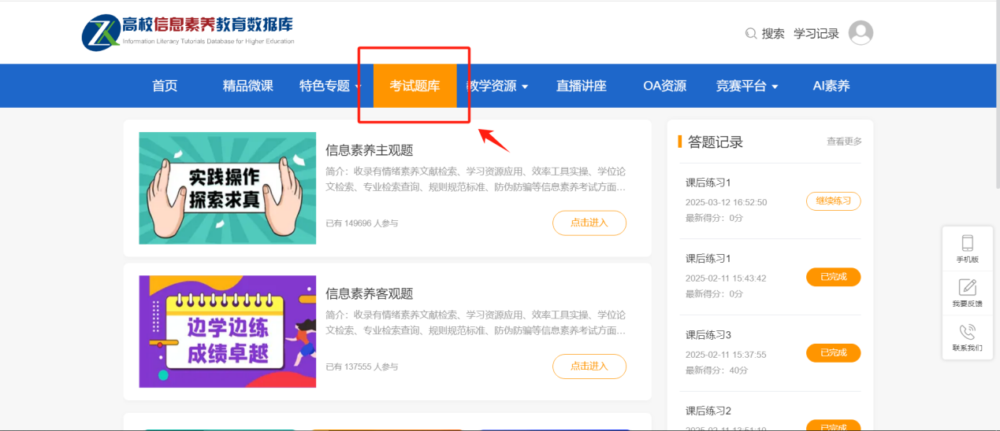 高校信息素养教育数据库
Information Literacy Tutorials Database for Higher Education
搜索 学习记录
首页 精品微课 特色专题 考试题库 教学资源 直播讲座 OA资源 竞赛平台 AI素养
实践操作
探索求真
信息素养主观题
简介：收录有情绪素养文献检索、学习资源应用、效率工具实操、学位论
文检索、专业检索查询、规则规范标准、防伪防骗等信息素养考试方面...
已有 149696 人参与
点击进入
边学边练
成绩卓越
信息素养客观题
简介：收录有情绪素养文献检索、学习资源应用、效率工具实操、学位论
文检索、专业检索查询、规则规范标准、防伪防骗等信息素养考试方面...
已有 137555 人参与
点击进入
答题记录 查看更多
课后练习1
2025-03-12 16:52:50
最新得分：0分
继续练习
课后练习1
2025-02-11 15:43:42
最新得分：0分
已完成
课后练习3
2025-02-11 15:37:55
最新得分：40分
已完成
课后练习2
2025-02-11 13:51:19
已完成
手机版
我要反馈
联系我们